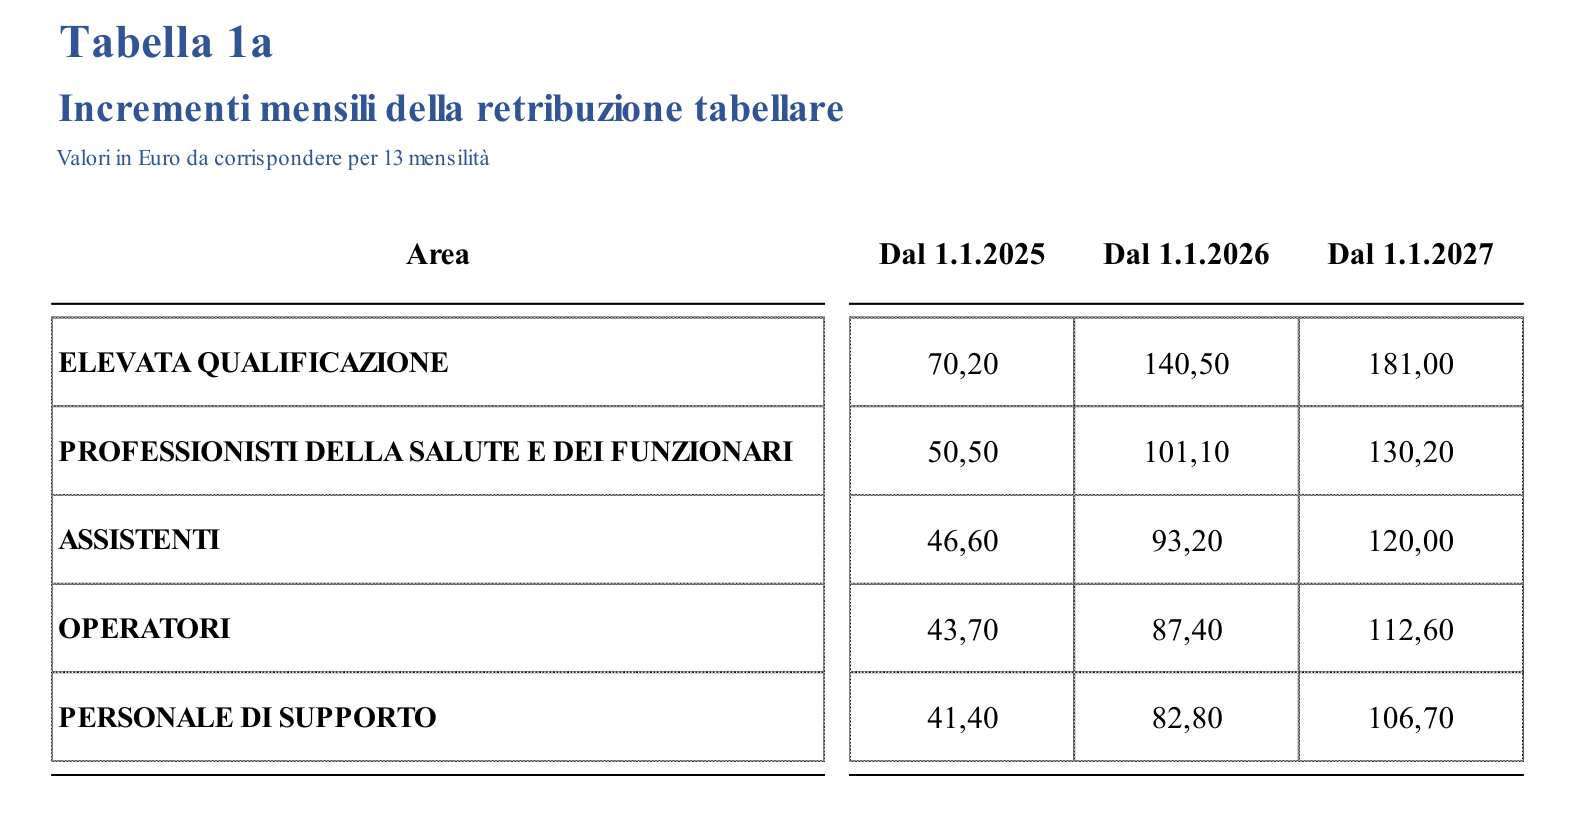 Tabella 1a
Incrementi mensili della retribuzione tabellare
Valori in Euro da corrispondere per 13 mensilità
Area Dal 1.1.2025 Dal 1.1.2026 Dal 1.1.2027
ELEVATA QUALIFICAZIONE 70,20 140,50 181,00
PROFESSIONISTI DELLA SALUTE E DEI FUNZIONARI 50,50 101,10 130,20
ASSISTENTI 46,60 93,20 120,00
OPERATORI 43,70 87,40 112,60
PERSONALE DI SUPPORTO 41,40 82,80 106,70